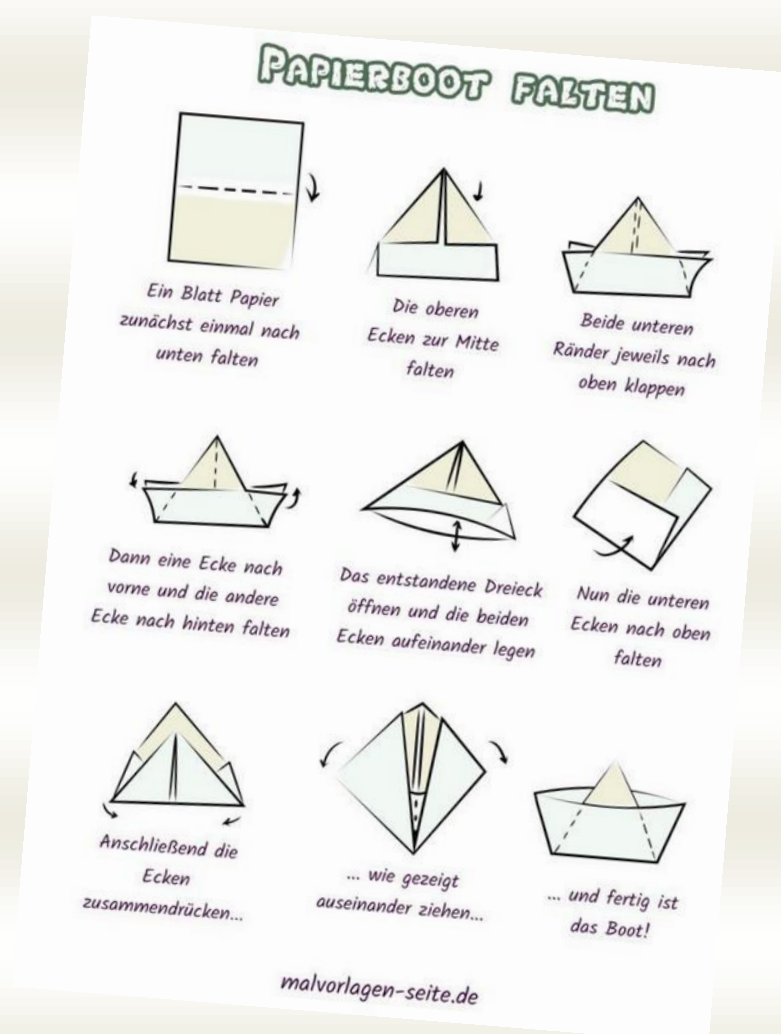 PAPIERBOOT FALTEN
Ein Blatt Papier
zunächst einmal nach
unten falten
Die oberen
Ecken zur Mitte
falten
Beide unteren
Ränder jeweils nach
oben klappen
Dann eine Ecke nach
vorne und die andere
Ecke nach hinten falten
Das entstandene Dreieck
öffnen und die beiden
Ecken aufeinander legen
Nun die unteren
Ecken nach oben
falten
Anschließend die
Ecken
zusammendrücken...
... wie gezeigt
auseinander ziehen...
... und fertig ist
das Boot!
malvorlagen-seite.de